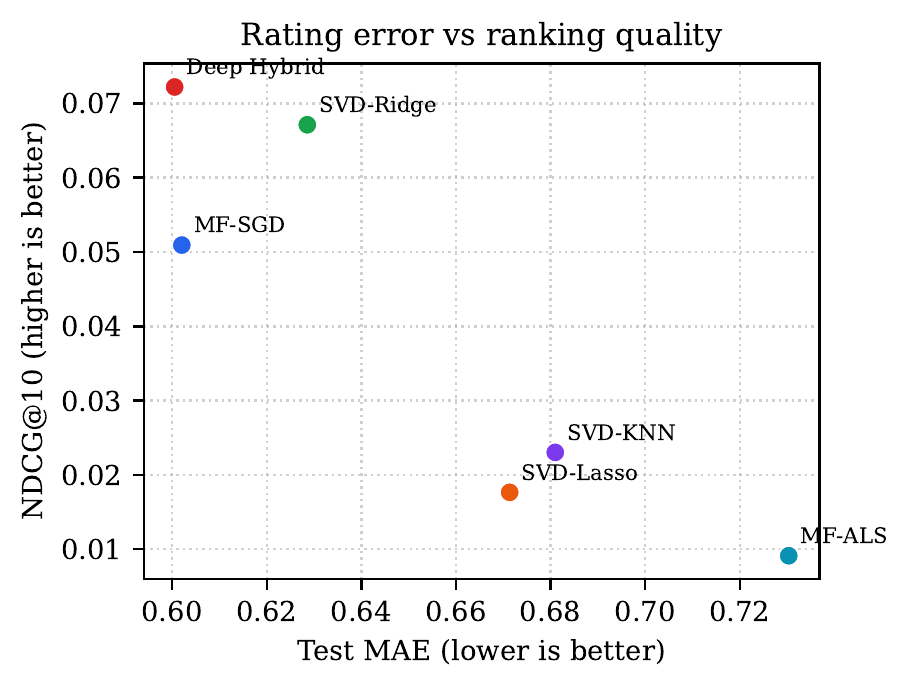 Rating error vs ranking quality
Deep Hybrid
SVD-Ridge
MF-SGD
SVD-KNN
SVD-Lasso
MF-ALS
NDCG@10 (higher is better)
0.07
0.06
0.05
0.04
0.03
0.02
0.01
0.60 0.62 0.64 0.66 0.68 0.70 0.72
Test MAE (lower is better)